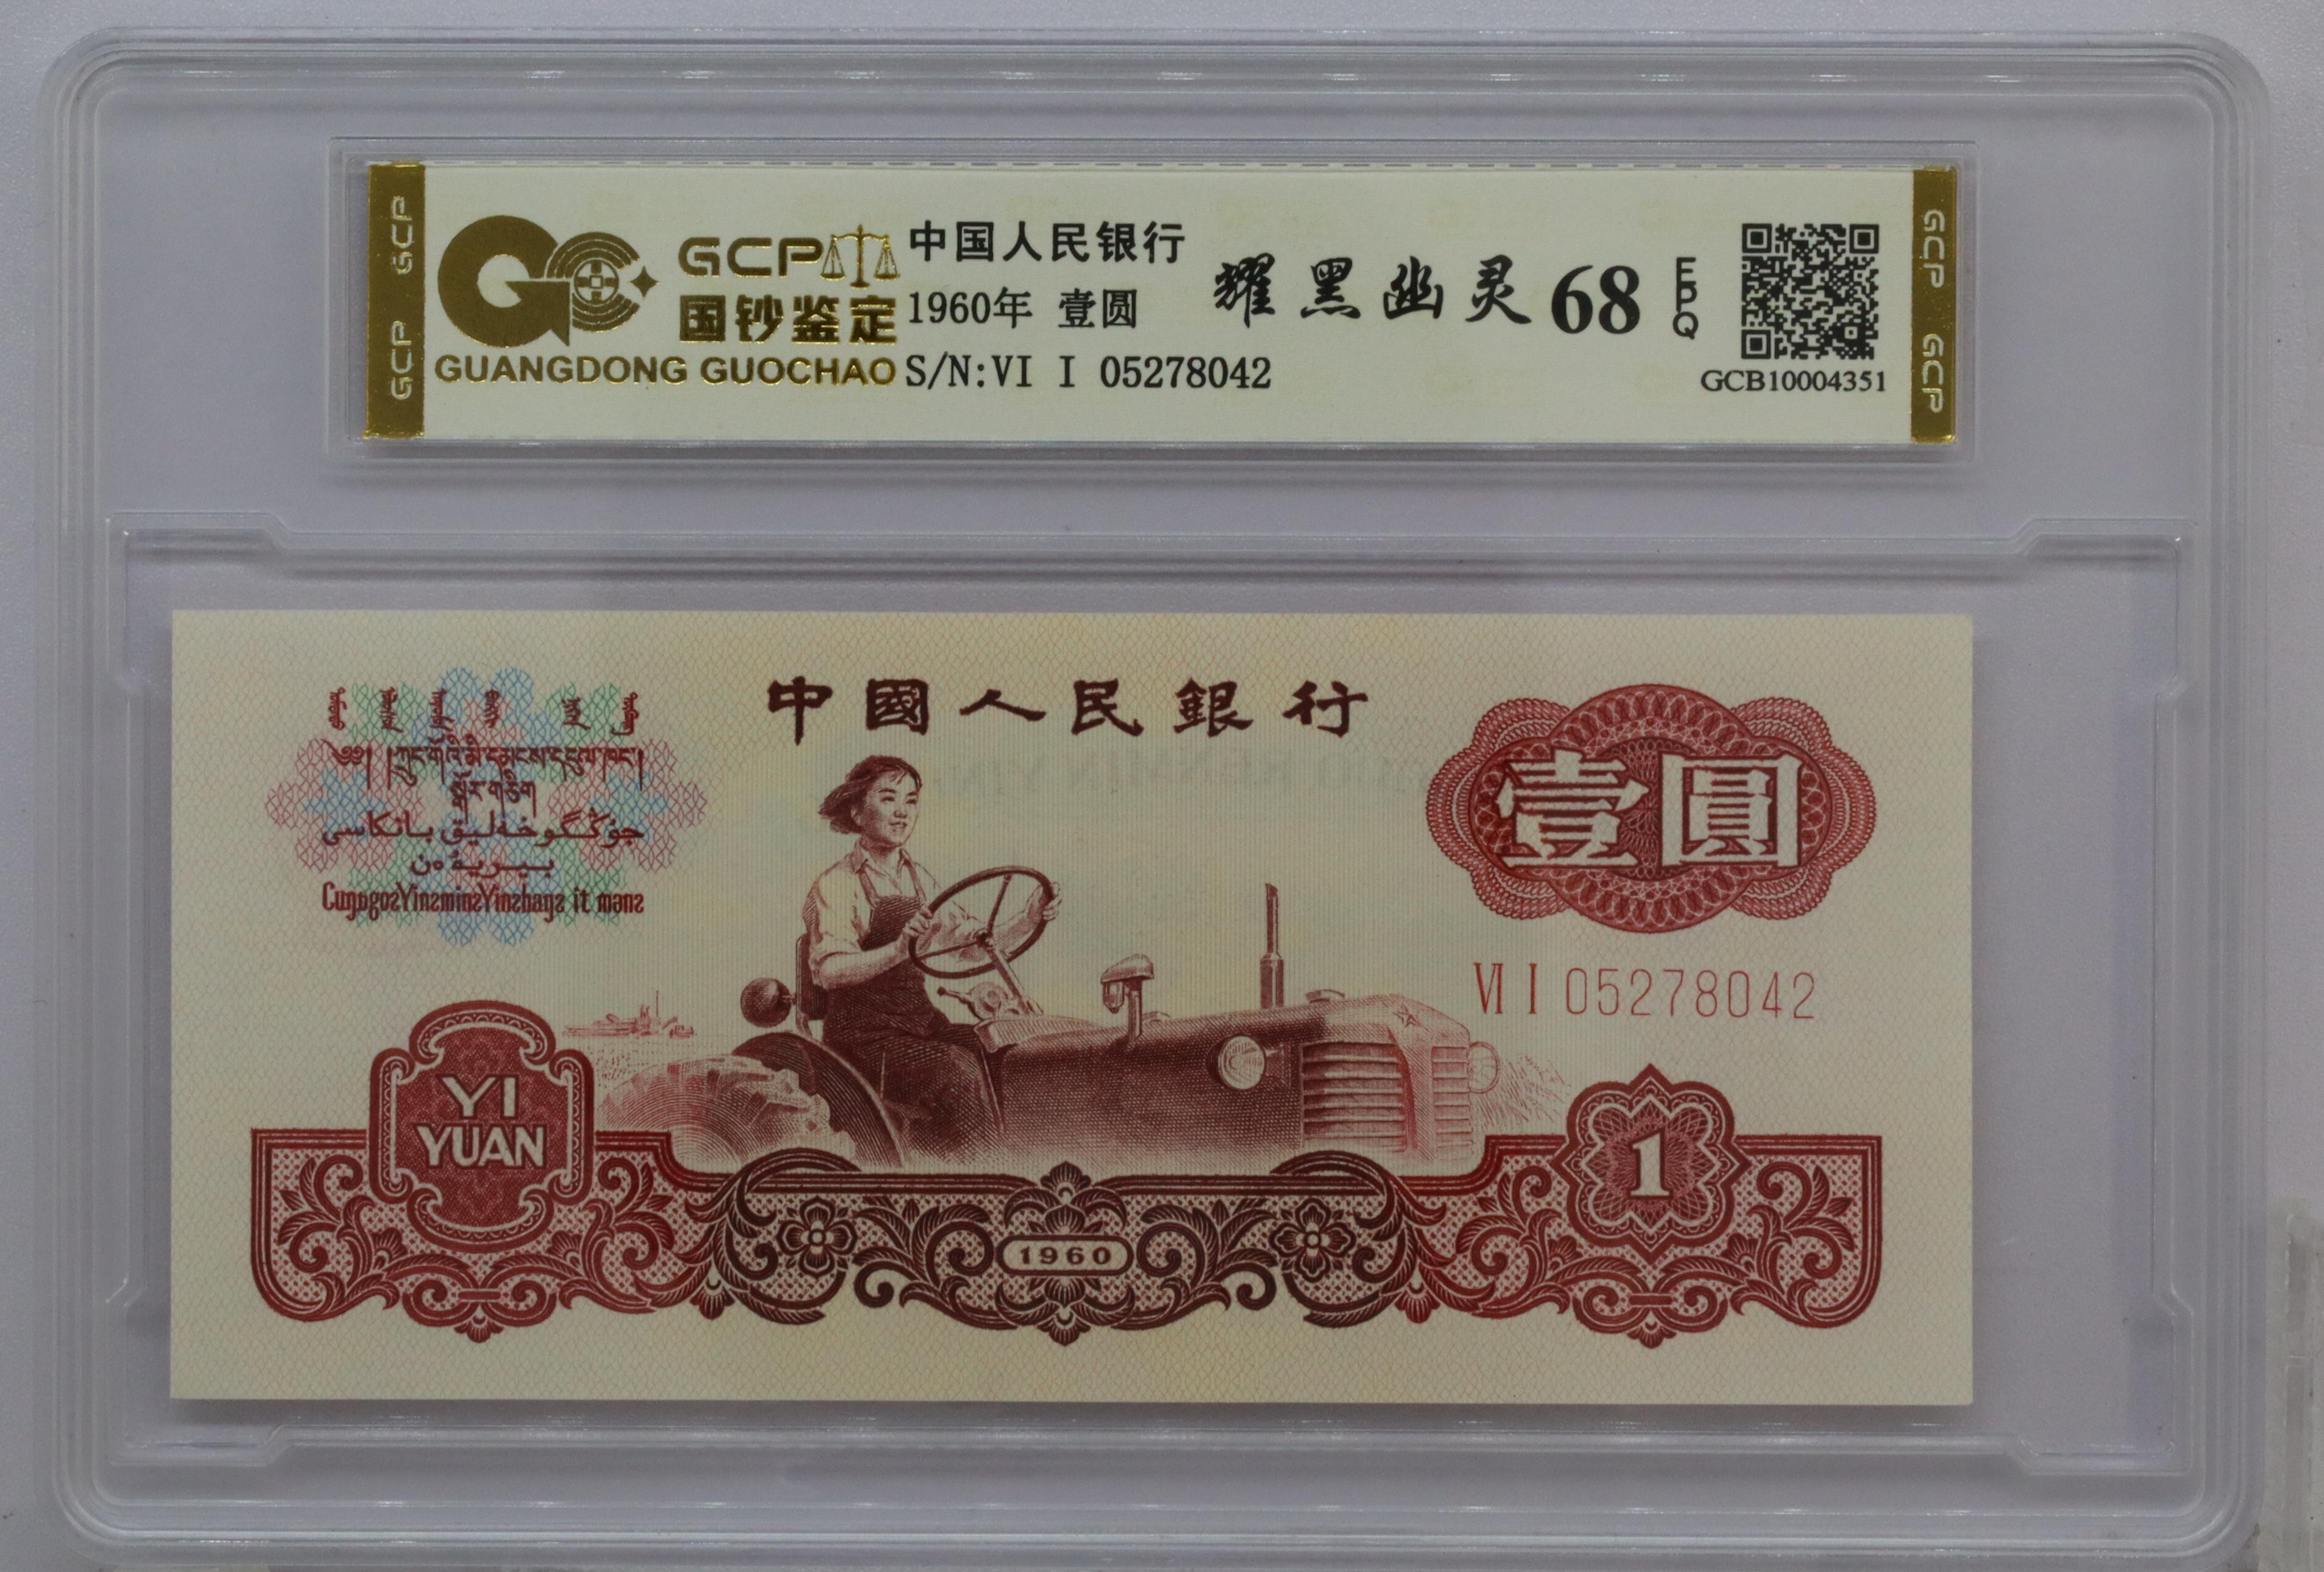 GCP GCP
GCP
国钞鉴定
GUANGDONG GUOCHAO
中国人民银行
1960年 壹圆
S/N:VI I 05278042
耀黑幽灵 68
EPQ
GCB10004351
GCP GCP
中國人民銀行
壹圓
VI I 05278042
YI
YUAN
1960
1